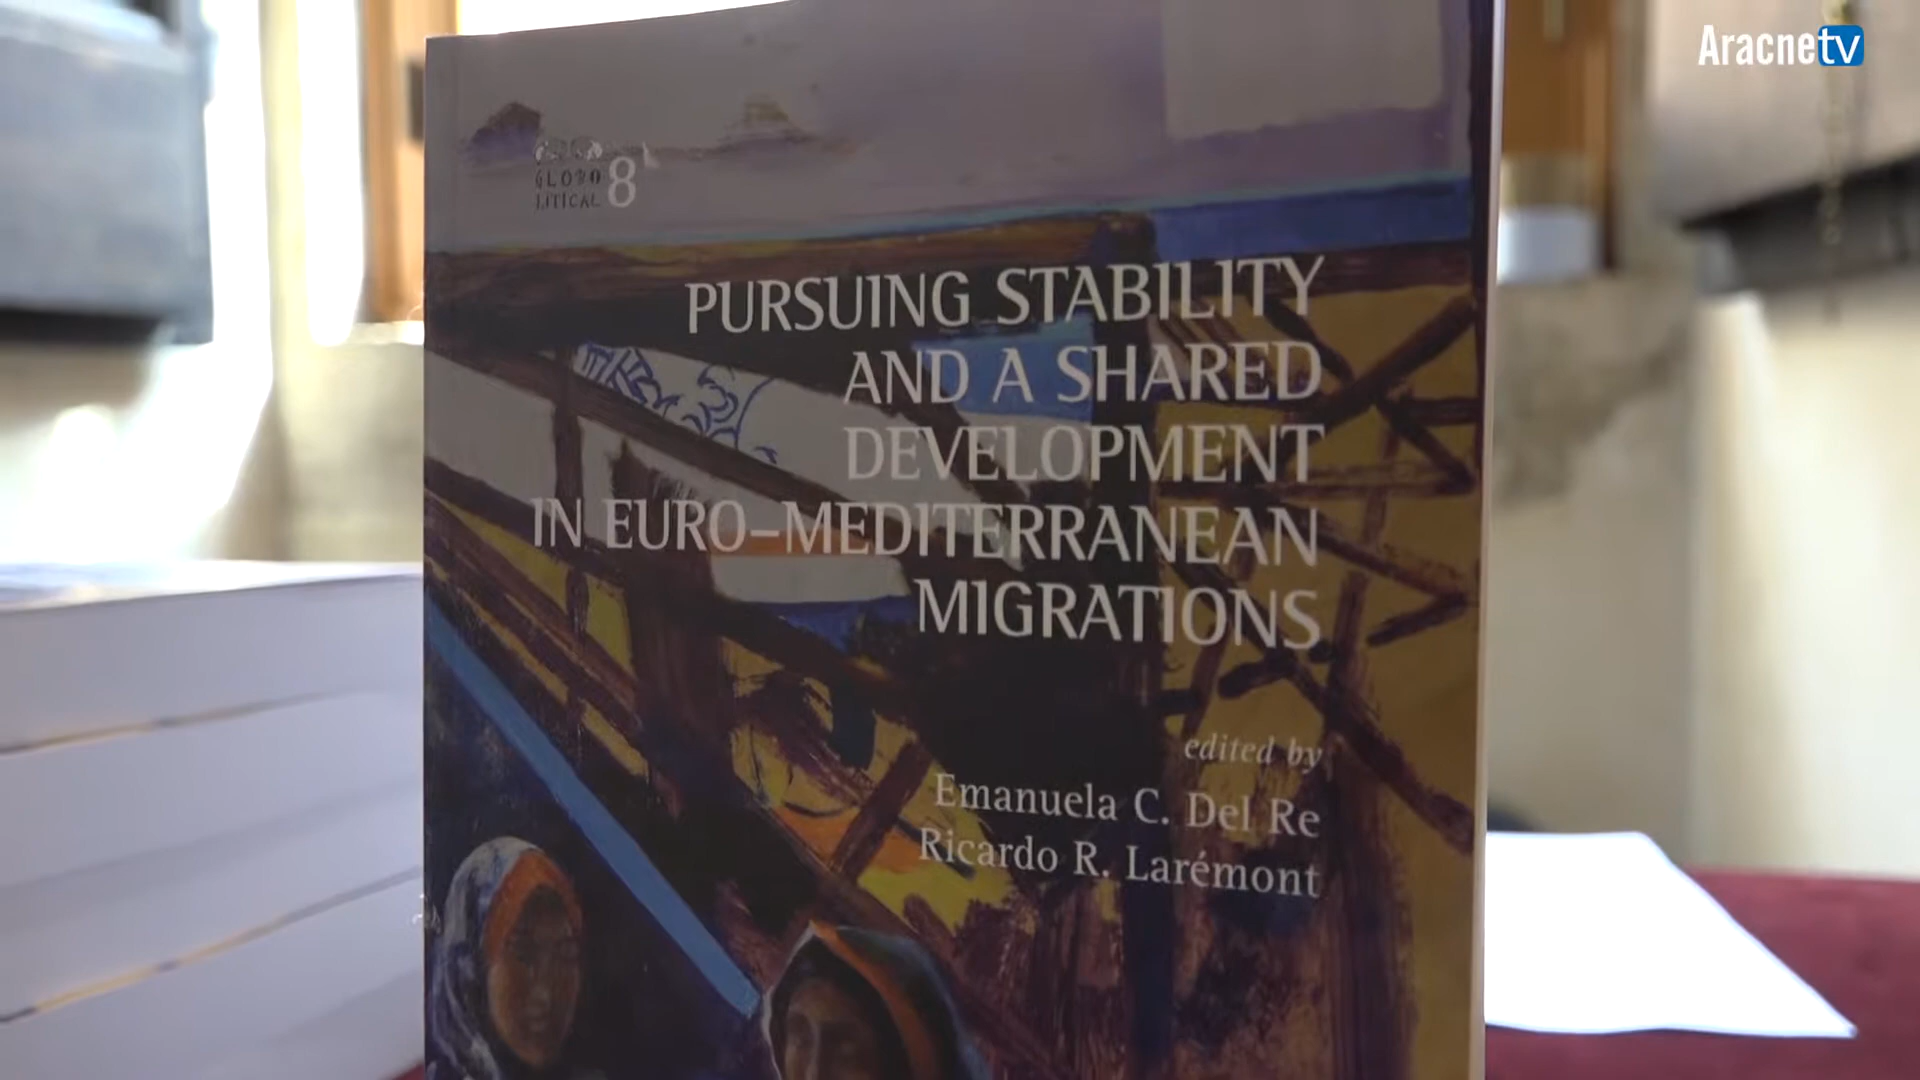 Aracnetv
8
PURSUING STABILITY
AND A SHARED
DEVELOPMENT
IN EURO–MEDITERRANEAN
MIGRATIONS
edited by
Emanuela C. Del Re
Ricardo R. Larémont